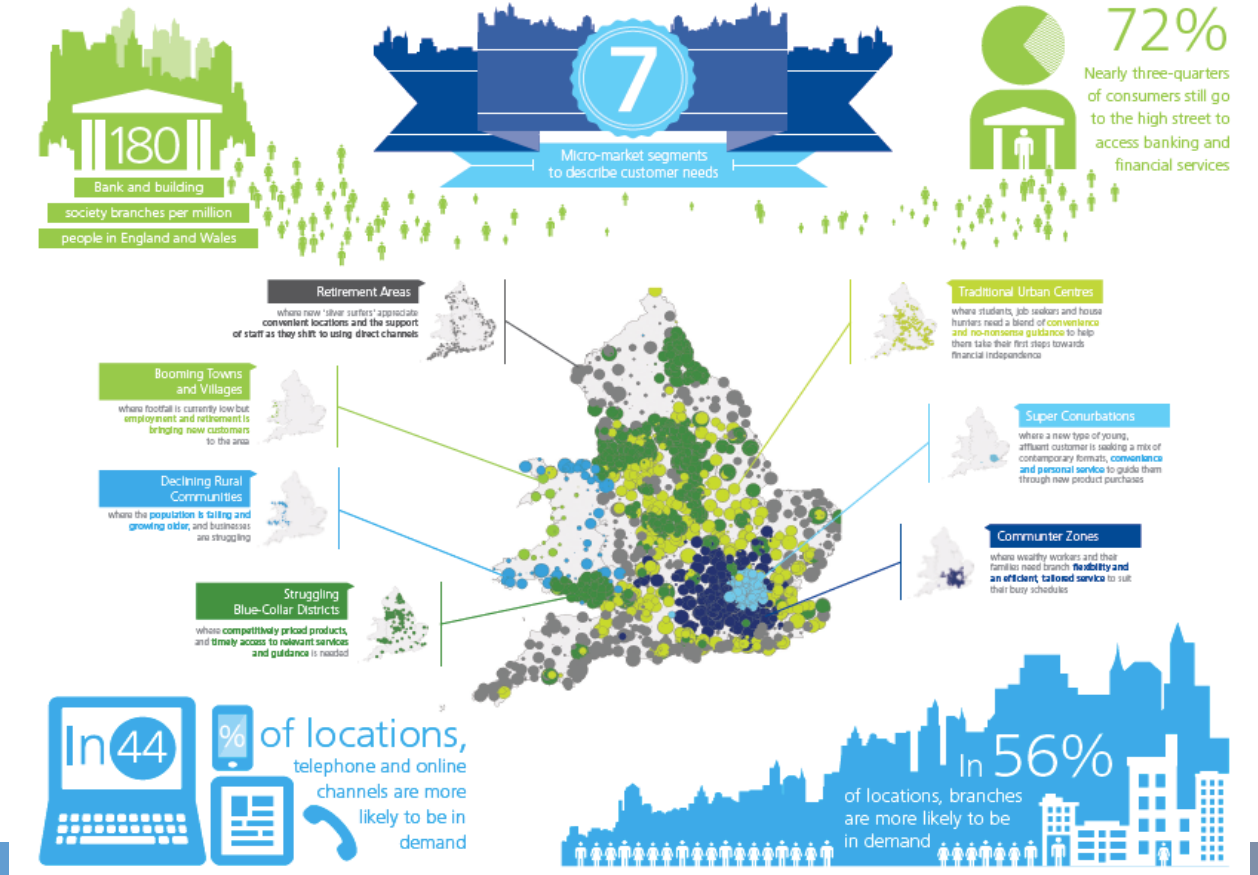 180
Bank and building
society branches per million
people in England and Wales
7
Micro-market segments
to describe customer needs
72%
Nearly three-quarters
of consumers still go
to the high street to
access banking and
financial services
Retirement Areas
where new 'silver surfers' appreciate
convenient locations and the support
of staff as they shift to using direct channels
Booming Towns
and Villages
where footfall is currently low but
employment and retirement is
bringing new customers
to the area
Declining Rural
Communities
where the population is falling and
growing older, and businesses
are struggling
Struggling
Blue-Collar Districts
where competitively priced products,
and timely access to relevant services
and guidance is needed
Traditional Urban Centres
where students, job seekers and house
hunters need a blend of convenience
and no-nonsense guidance to help
them take their first steps towards
financial independence
Super Conurbations
where a new type of young,
affluent customer is seeking a mix of
contemporary formats, convenience
and personal service to guide them
through new product purchases
Communter Zones
where wealthy workers and their
families need branch flexibility and
an efficient, tailored service to suit
their busy schedules
In 44 % of locations,
telephone and online
channels are more
likely to be in
demand
In 56%
of locations, branches
are more likely to be
in demand